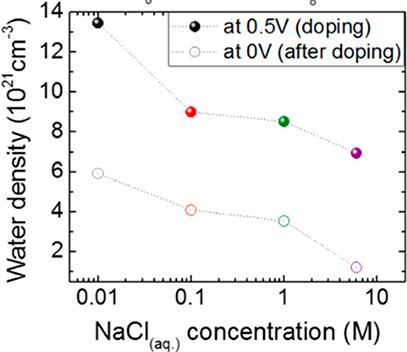 at 0.5V (doping)
at 0V (after doping)
Water density (10²¹cm⁻³)
14
12
10
8
6
4
2
0.01 0.1 1 10
NaCl(aq.) concentration (M)